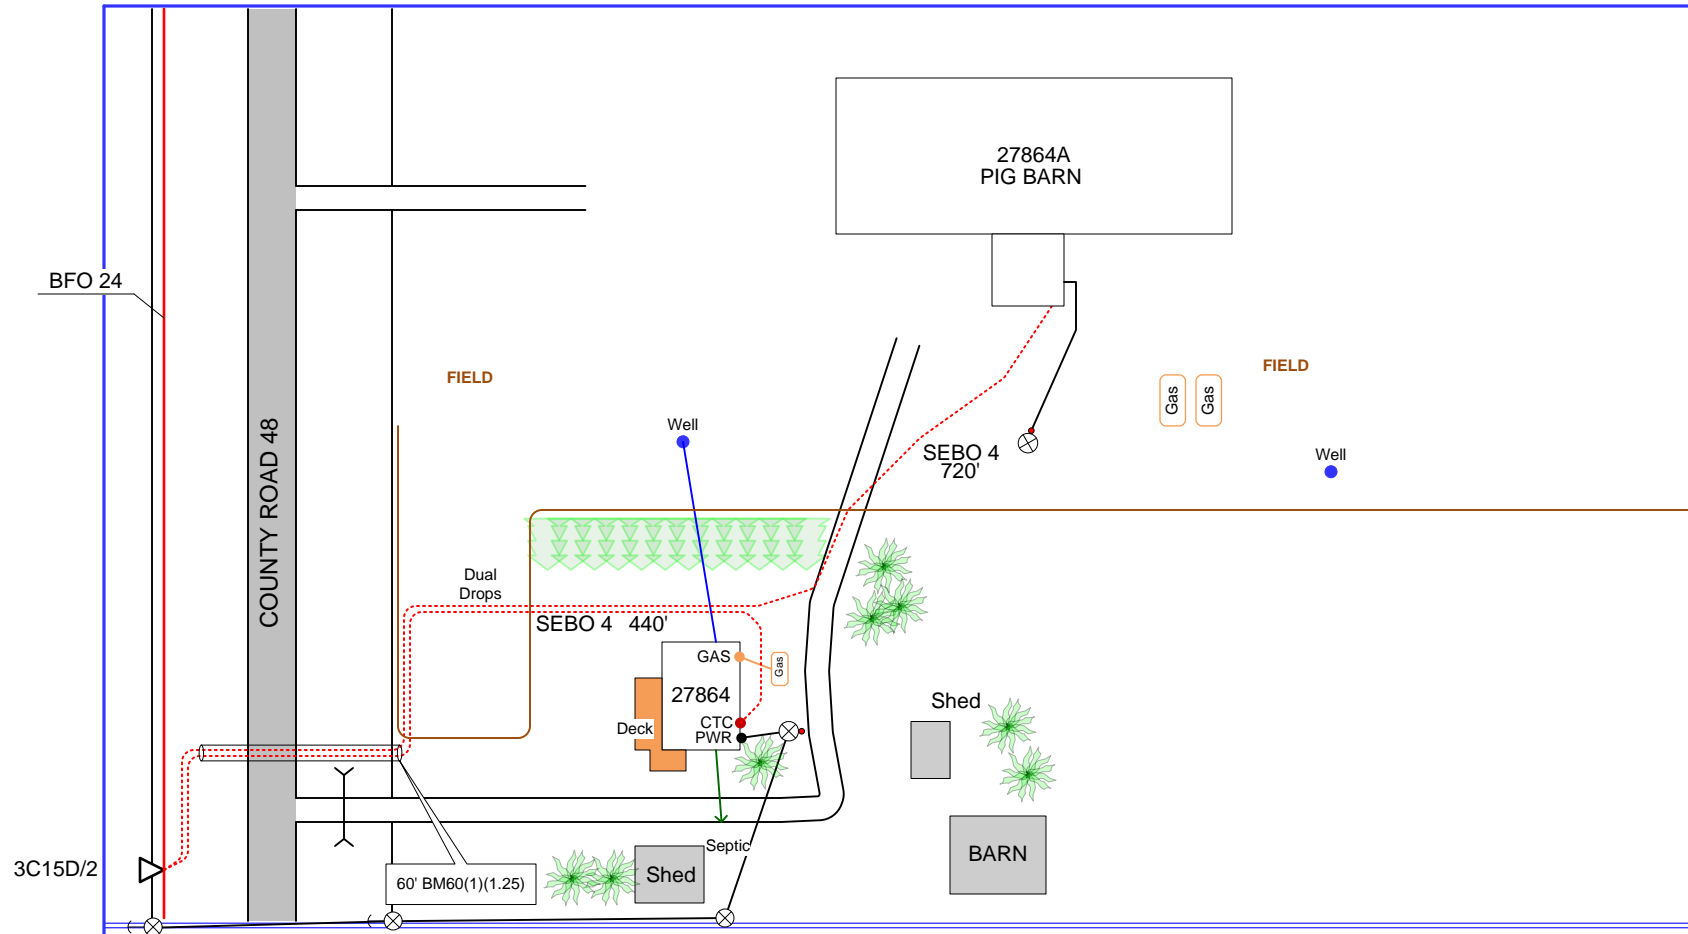 27864A
PIG BARN
BFO 24
FIELD
FIELD
Gas
Gas
COUNTY ROAD 48
Well
SEBO 4
720'
Well
Dual
Drops
SEBO 4 440'
GAS
Gas
27864
CTC
PWR
Deck
Shed
Septic
BARN
3C15D/2
60' BM60(1)(1.25)
Shed